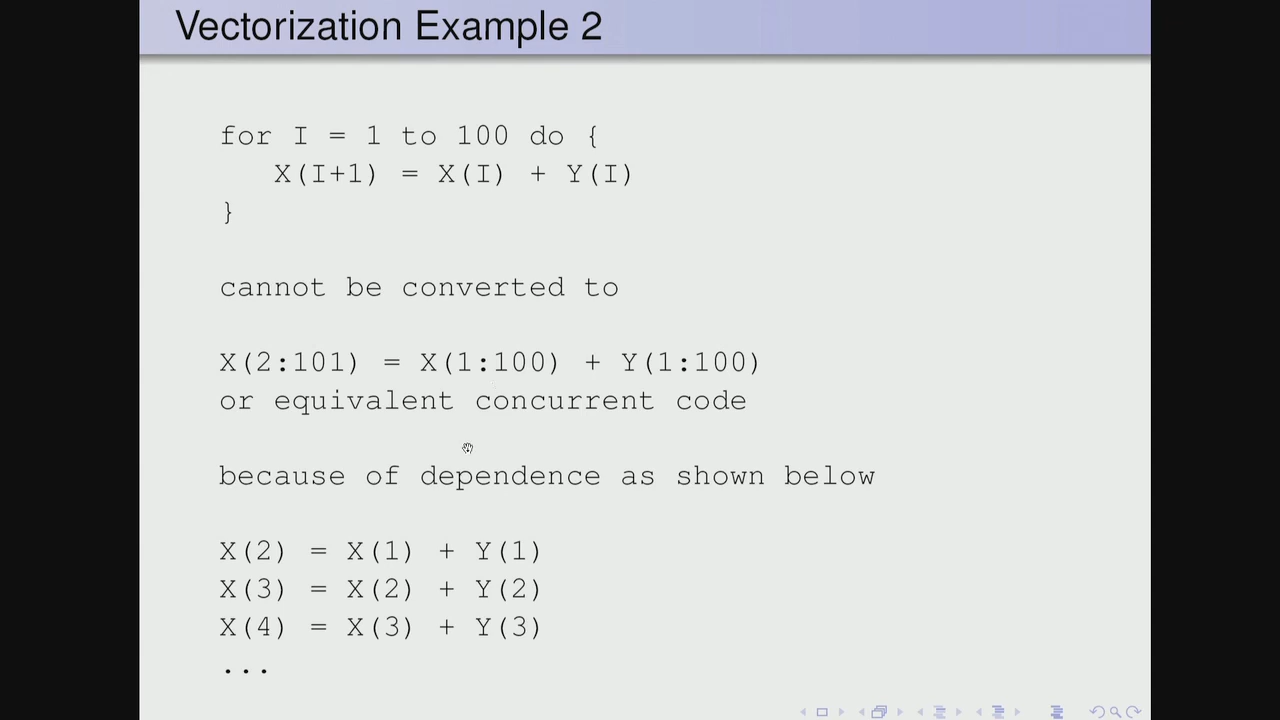 Vectorization Example 2
for I = 1 to 100 do {
X(I+1) = X(I) + Y(I)
}
cannot be converted to
X(2:101) = X(1:100) + Y(1:100)
or equivalent concurrent code
because of dependence as shown below
X(2) = X(1) + Y(1)
X(3) = X(2) + Y(2)
X(4) = X(3) + Y(3)
...